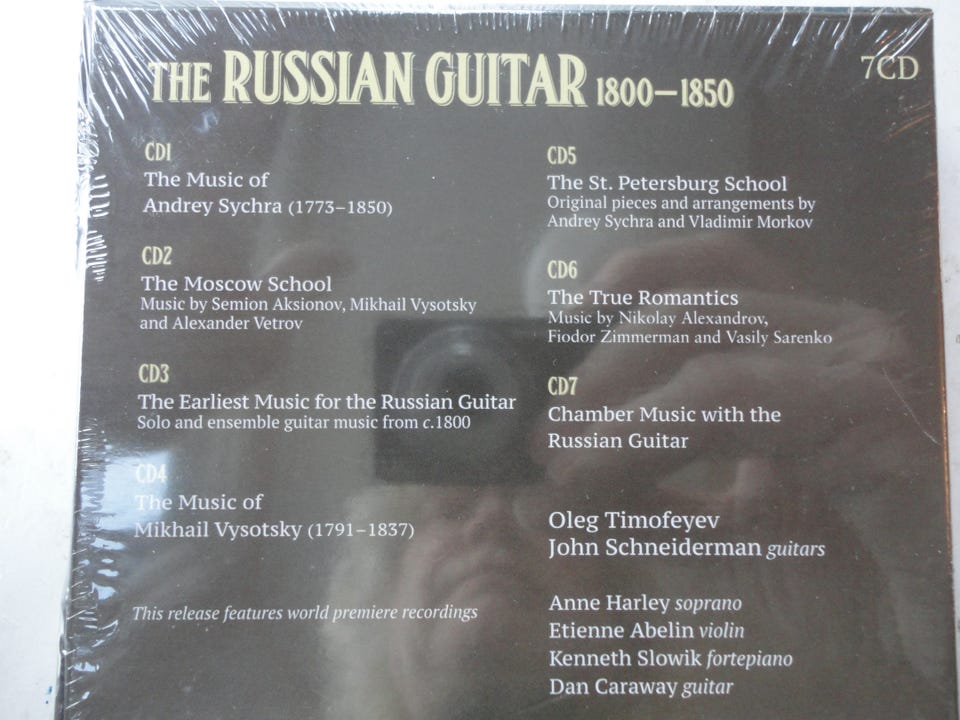 THE RUSSIAN GUITAR 1800–1850
7CD
CD1
The Music of
Andrey Sychra (1773–1850)
CD2
The Moscow School
Music by Semion Aksionov, Mikhail Vysotsky
and Alexander Vetrov
CD3
The Earliest Music for the Russian Guitar
Solo and ensemble guitar music from c.1800
CD4
The Music of
Mikhail Vysotsky (1791–1837)
This release features world premiere recordings
CD5
The St. Petersburg School
Original pieces and arrangements by
Andrey Sychra and Vladimir Morkov
CD6
The True Romantics
Music by Nikolay Alexandrov,
Fiodor Zimmerman and Vasily Sarenko
CD7
Chamber Music with the
Russian Guitar
Oleg Timofeyev
John Schneiderman guitars
Anne Harley soprano
Etienne Abelin violin
Kenneth Slowik fortepiano
Dan Caraway guitar